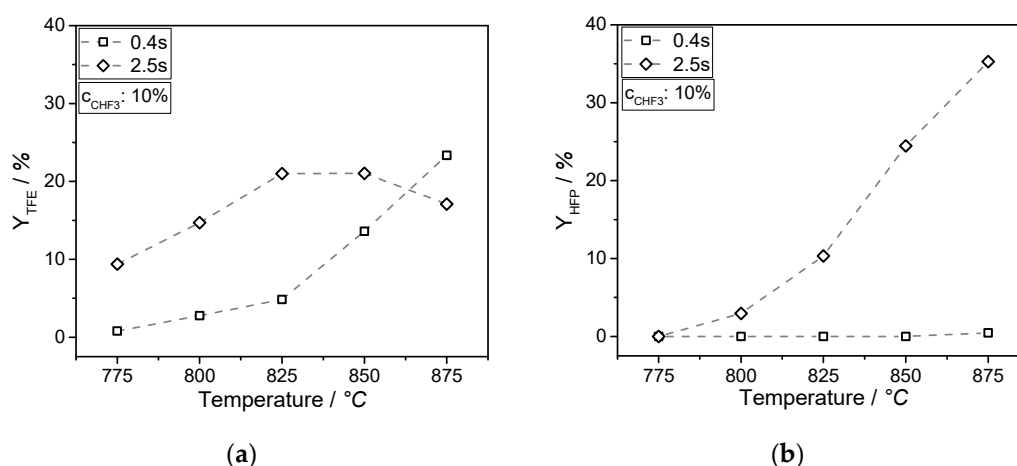 40
30
20
10
0
Y_TFE / %
0.4s
2.5s
c_CHF3: 10%
775 800 825 850 875
Temperature / °C
(a)
40
30
20
10
0
Y_HFP / %
0.4s
2.5s
c_CHF3: 10%
775 800 825 850 875
Temperature / °C
(b)